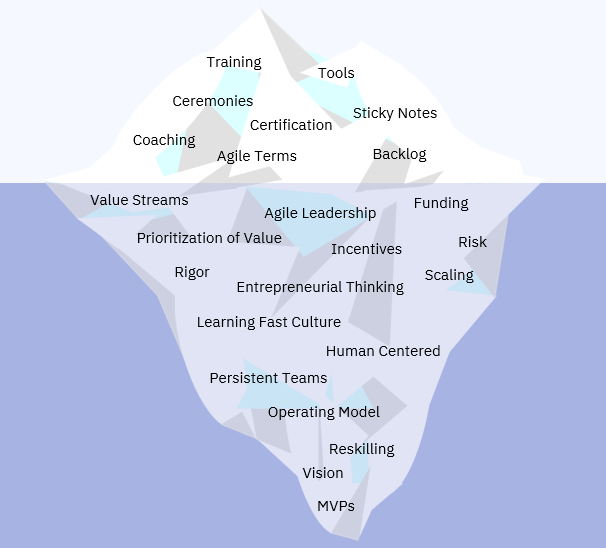 Training
Tools
Ceremonies
Sticky Notes
Certification
Coaching
Agile Terms
Backlog
Value Streams
Funding
Agile Leadership
Prioritization of Value
Risk
Incentives
Rigor
Scaling
Entrepreneurial Thinking
Learning Fast Culture
Human Centered
Persistent Teams
Operating Model
Reskilling
Vision
MVPs